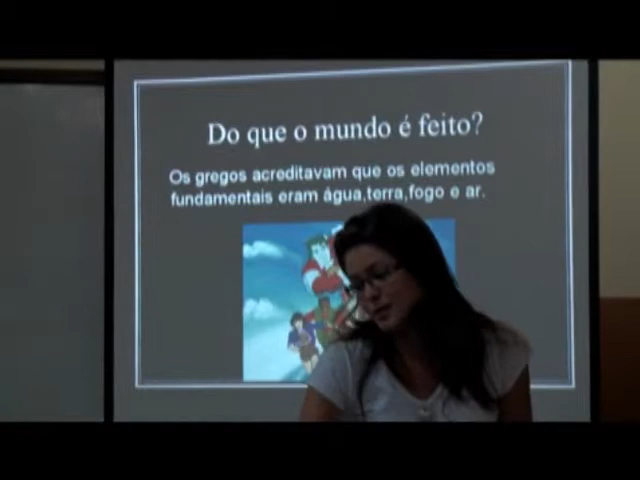 Do que o mundo é feito?
Os gregos acreditavam que os elementos
fundamentais eram água,terra,fogo e ar.